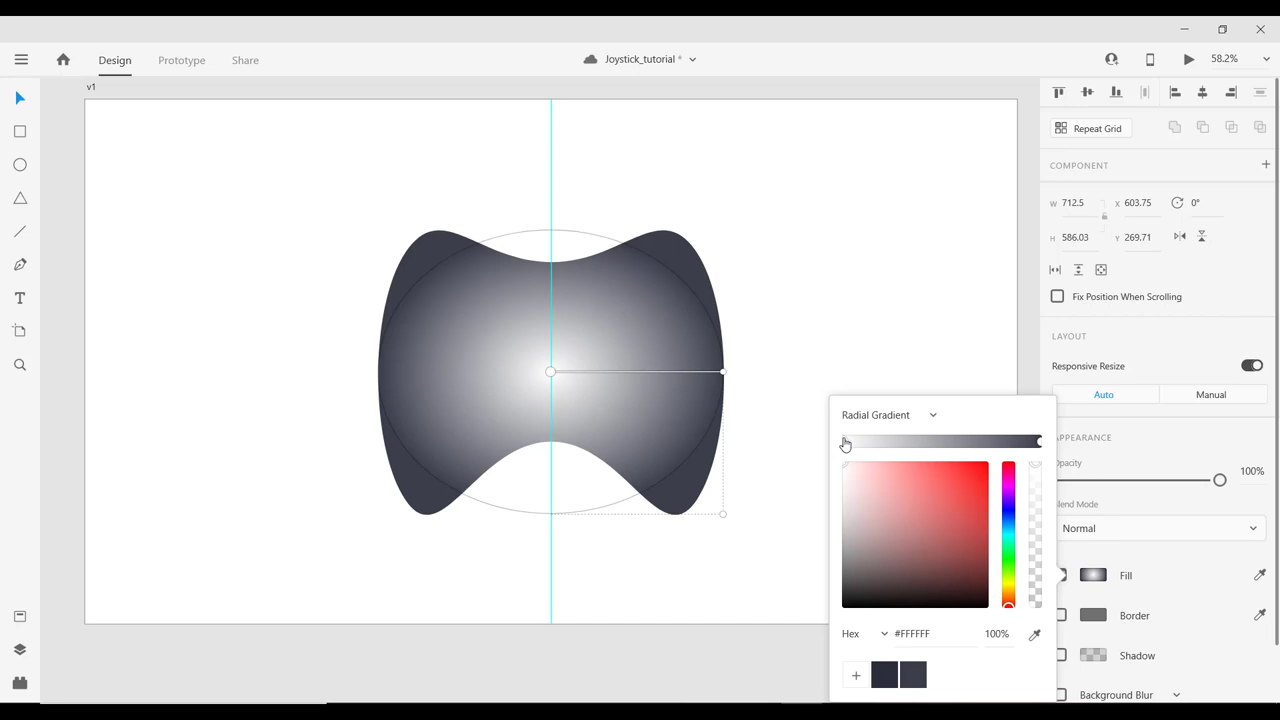 Design Prototype Share Joystick_tutorial * 58.2%
v1
Repeat Grid
COMPONENT +
W 712.5 X 603.75 0°
H 586.03 Y 269.71
Fix Position When Scrolling
LAYOUT
Responsive Resize
Auto Manual
Radial Gradient
APPEARANCE
Opacity
100%
Blend Mode
Normal
Fill
Border
Hex #FFFFFF 100%
Shadow
+
Background Blur